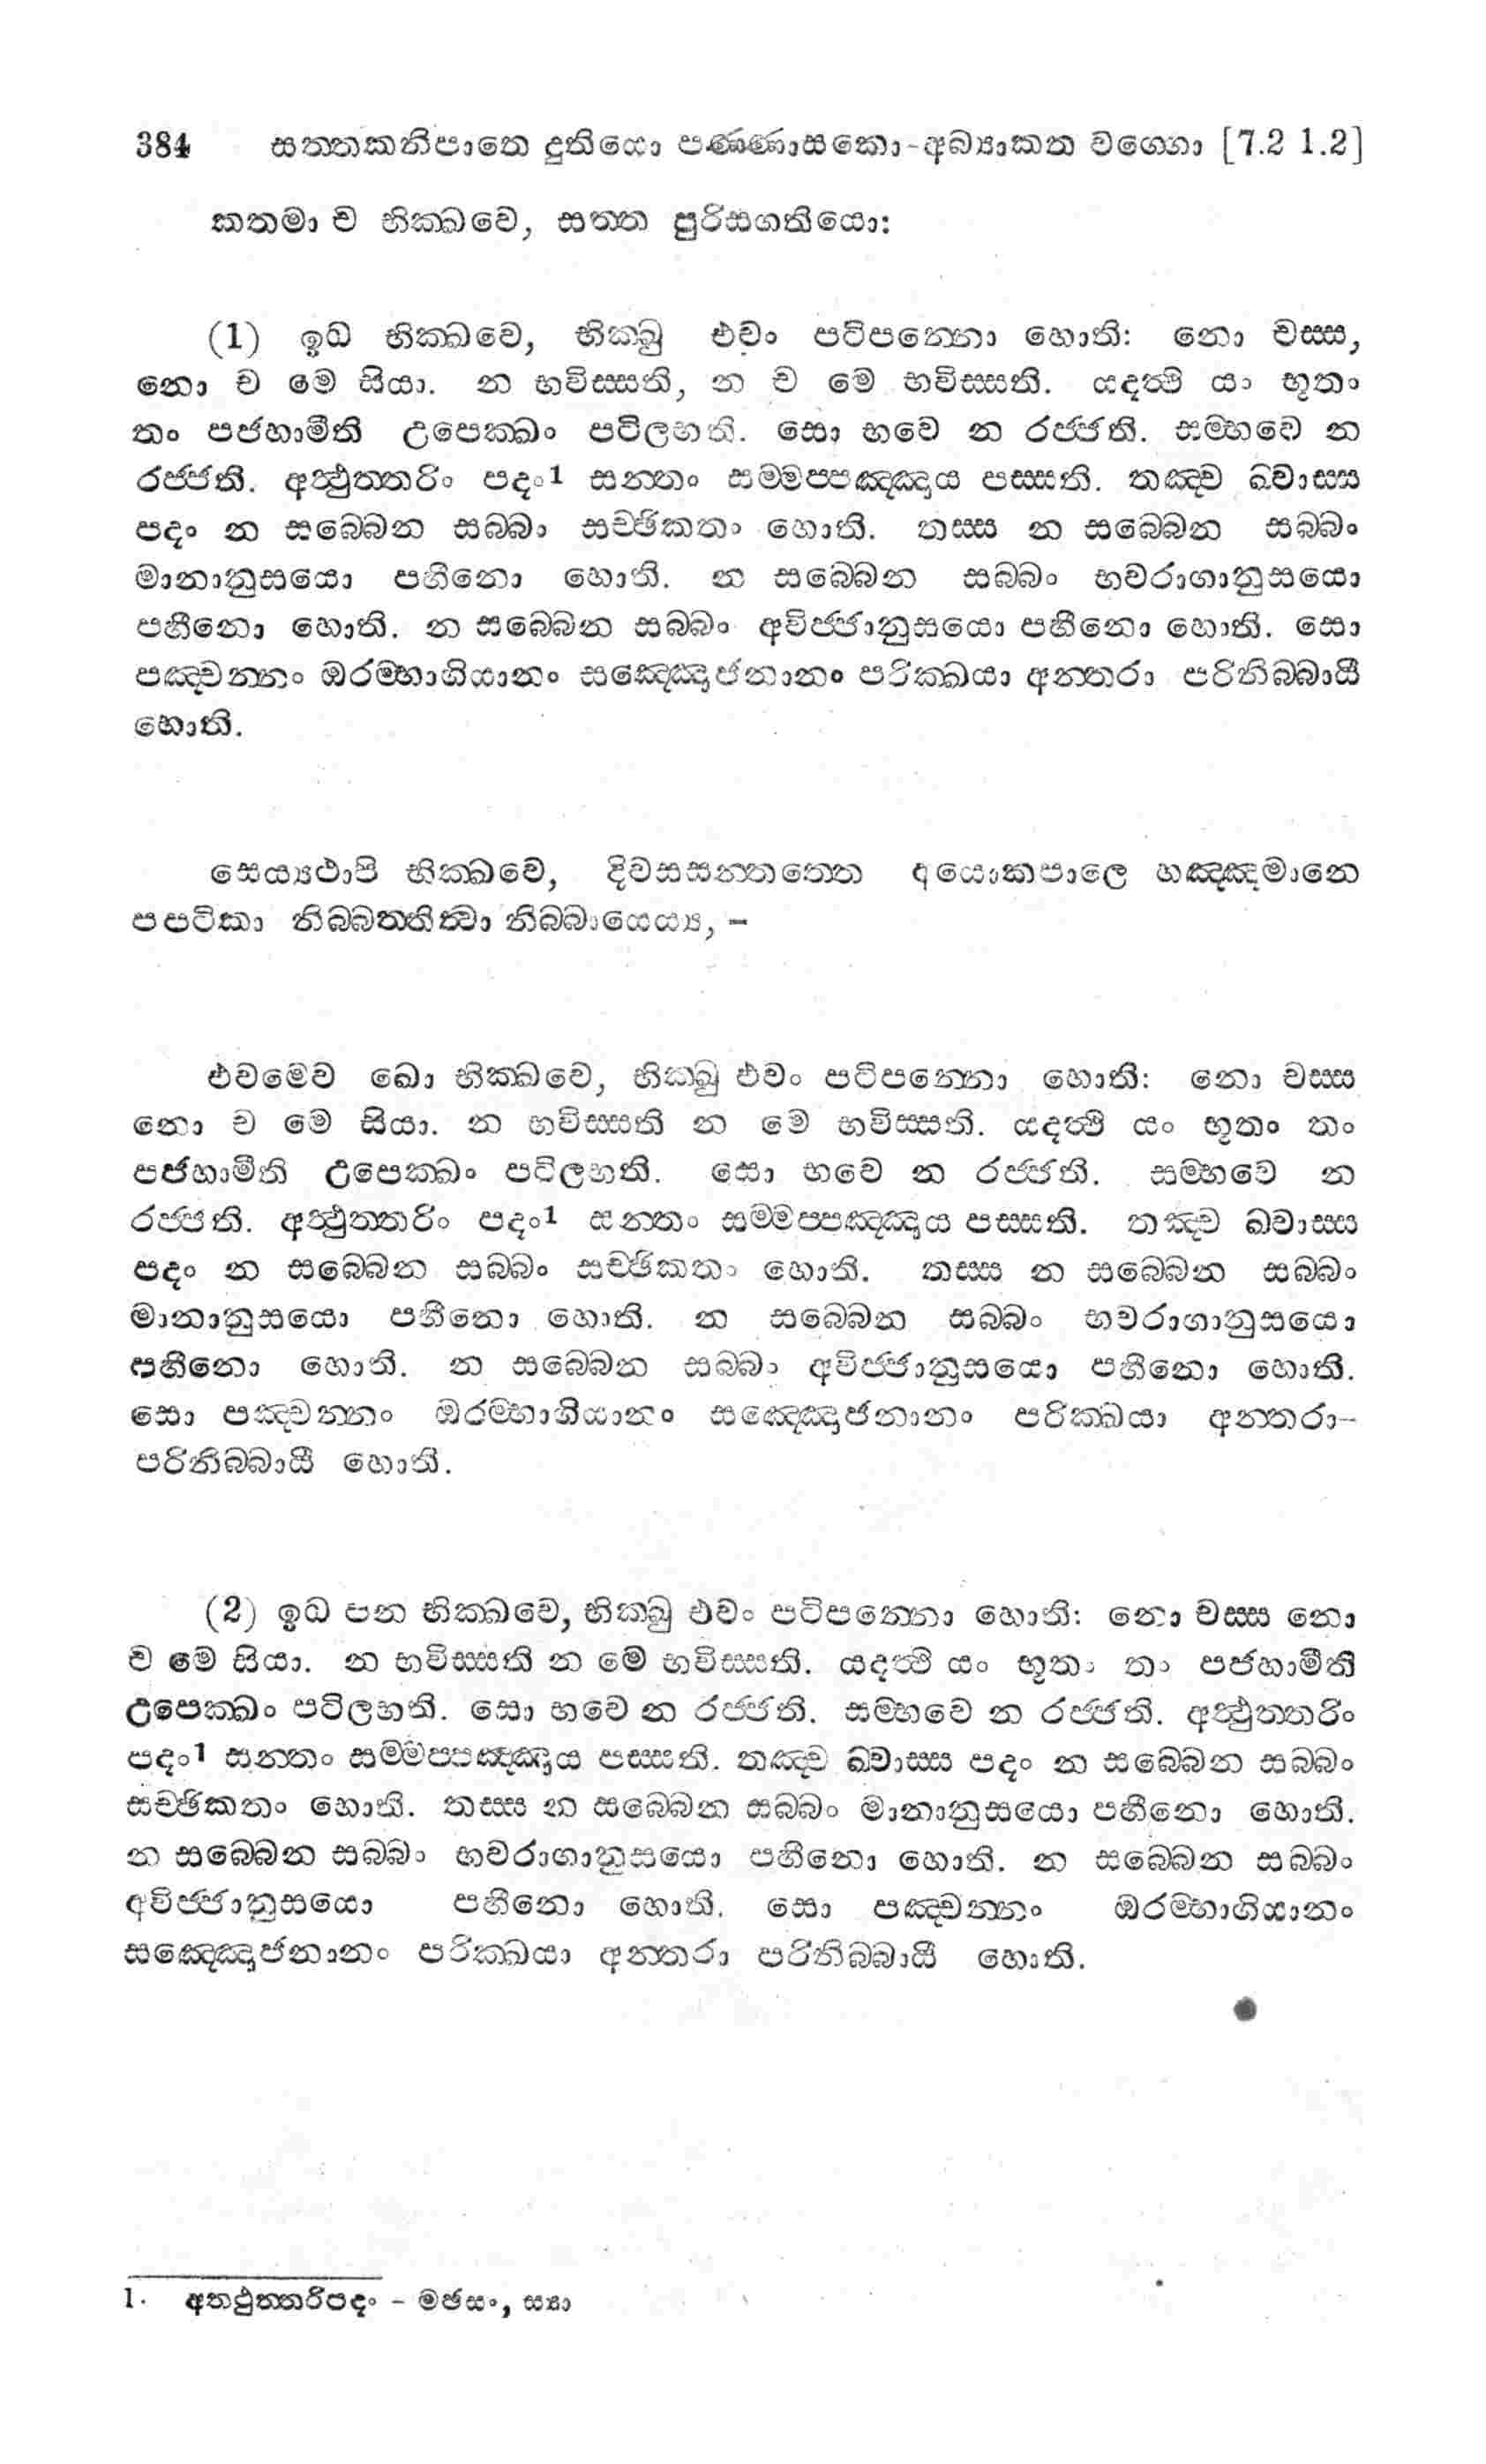 384 සත්තකනිපාතෙ දුතියො පණ්ණාසකො-අබ්‍යාකත වග්ගො [7.2 1.2]
කතමා ච භික්ඛවෙ, සත්ත පුරිසගතියො:
(1) ඉධ භික්ඛවෙ, භික්ඛු එවං පටිපන්නො හොති: නො චස්ස,
නො ච මෙ සියා. න භවිස්සති, න ච මෙ භවිස්සති. යදත්ථි යං භූතං
තං පජහාමීති උපෙක්ඛං පටිලභති. සො භවෙ න රජ්ජති. සම්භවෙ න
රජ්ජති. අත්ථුත්තරිං පදං1 සන්තං සම්මප්පඤ්ඤාය පස්සති. තඤ්ච ඛ්වාස්ස
පදං න සබ්බෙන සබ්බං සච්ඡිකතං හොති. තස්ස න සබ්බෙන සබ්බං
මානානුසයො පහීනො හොති. න සබ්බෙන සබ්බං භවරාගානුසයො
පහීනො හොති. න සබ්බෙන සබ්බං අවිජ්ජානුසයො පහීනො හොති. සො
පඤ්චන්නං ඔරම්භාගියානං සඤ්ඤොජනානං පරික්ඛයා අන්තරා පරිනිබ්බායී
හොති.
සෙය්‍යථාපි භික්ඛවෙ, දිවසසන්තත්තෙ අයොකපාලෙ හඤ්ඤමානෙ
පපටිකා නිබ්බත්තිත්වා නිබ්බායෙය්‍ය, –
එවමෙව ඛො භික්ඛවෙ, භික්ඛු එවං පටිපන්නො හොති: නො චස්ස
නො ච මෙ සියා. න භවිස්සති න මෙ භවිස්සති. යදත්ථි යං භූතං තං
පජහාමීති උපෙක්ඛං පටිලභති. සො භවෙ න රජ්ජති. සම්භවෙ න
රජ්ජති. අත්ථුත්තරිං පදං1 සන්තං සම්මප්පඤ්ඤාය පස්සති. තඤ්ච ඛ්වාස්ස
පදං න සබ්බෙන සබ්බං සච්ඡිකතං හොති. තස්ස න සබ්බෙන සබ්බං
මානානුසයො පහීනො හොති. න සබ්බෙන සබ්බං භවරාගානුසයො
පහීනො හොති. න සබ්බෙන සබ්බං අවිජ්ජානුසයො පහීනො හොති.
සො පඤ්චන්නං ඔරම්භාගියානං සඤ්ඤොජනානං පරික්ඛයා අන්තරා–
පරිනිබ්බායී හොති.
(2) ඉධ පන භික්ඛවෙ, භික්ඛු එවං පටිපන්නො හොති: නො චස්ස නො
ච මෙ සියා. න භවිස්සති න මෙ භවිස්සති. යදත්ථි යං භූතං තං පජහාමීති
උපෙක්ඛං පටිලභති. සො භවෙ න රජ්ජති. සම්භවෙ න රජ්ජති. අත්ථුත්තරිං
පදං1 සන්තං සම්මප්පඤ්ඤාය පස්සති. තඤ්ච ඛ්වාස්ස පදං න සබ්බෙන සබ්බං
සච්ඡිකතං හොති. තස්ස න සබ්බෙන සබ්බං මානානුසයො පහීනො හොති.
න සබ්බෙන සබ්බං භවරාගානුසයො පහීනො හොති. න සබ්බෙන සබ්බං
අවිජ්ජානුසයො පහීනො හොති. සො පඤ්චන්නං ඔරම්භාගියානං
සඤ්ඤොජනානං පරික්ඛයා අන්තරා පරිනිබ්බායී හොති.
1. අතථුත්තරිපදං – මඡසං, ස්‍යා